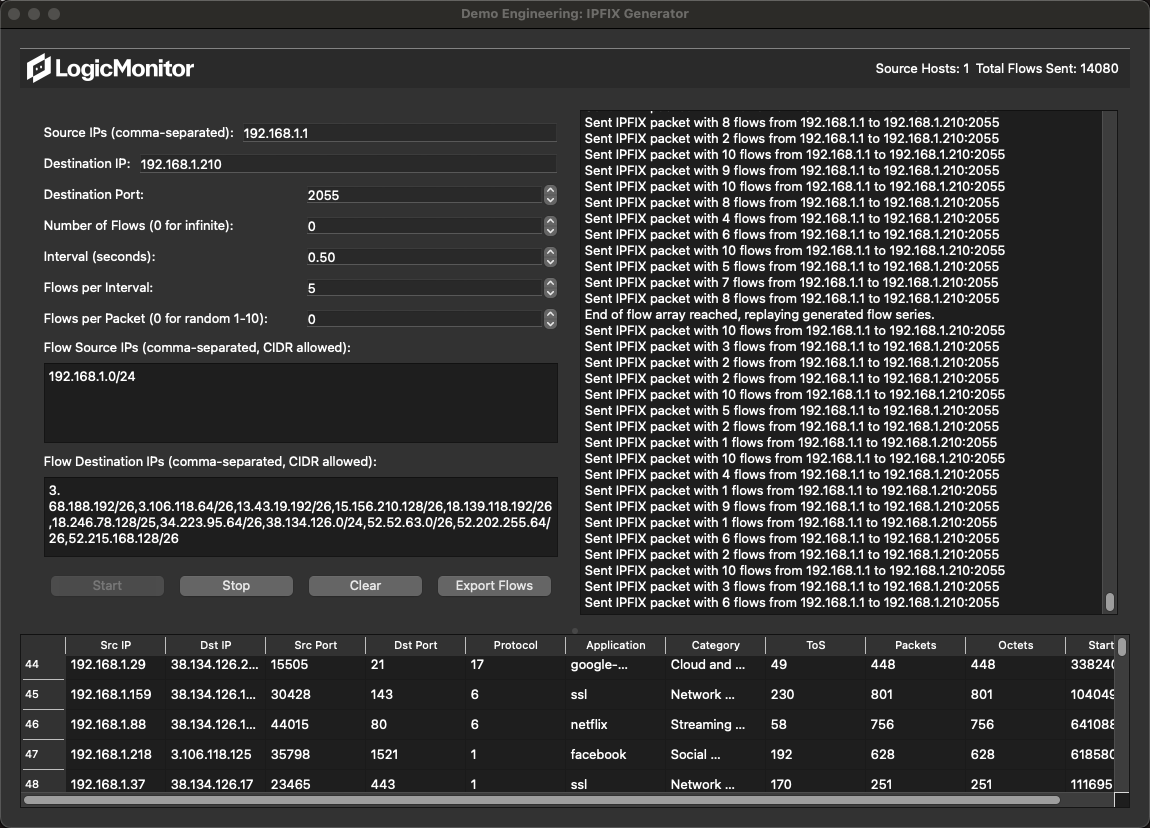 Demo Engineering: IPFIX Generator
LogicMonitor
Source Hosts: 1 Total Flows Sent: 14080
Source IPs (comma-separated): 192.168.1.1
Destination IP: 192.168.1.210
Destination Port: 2055
Number of Flows (0 for infinite): 0
Interval (seconds): 0.50
Flows per Interval: 5
Flows per Packet (0 for random 1-10): 0
Flow Source IPs (comma-separated, CIDR allowed):
192.168.1.0/24
Flow Destination IPs (comma-separated, CIDR allowed):
3.
68.188.192/26,3.106.118.64/26,13.43.19.192/26,15.156.210.128/26,18.139.118.192/26
,18.246.78.128/25,34.223.95.64/26,38.134.126.0/24,52.52.63.0/26,52.202.255.64/
26,52.215.168.128/26
Start Stop Clear Export Flows
Sent IPFIX packet with 8 flows from 192.168.1.1 to 192.168.1.210:2055
Sent IPFIX packet with 2 flows from 192.168.1.1 to 192.168.1.210:2055
Sent IPFIX packet with 10 flows from 192.168.1.1 to 192.168.1.210:2055
Sent IPFIX packet with 9 flows from 192.168.1.1 to 192.168.1.210:2055
Sent IPFIX packet with 10 flows from 192.168.1.1 to 192.168.1.210:2055
Sent IPFIX packet with 8 flows from 192.168.1.1 to 192.168.1.210:2055
Sent IPFIX packet with 4 flows from 192.168.1.1 to 192.168.1.210:2055
Sent IPFIX packet with 6 flows from 192.168.1.1 to 192.168.1.210:2055
Sent IPFIX packet with 10 flows from 192.168.1.1 to 192.168.1.210:2055
Sent IPFIX packet with 5 flows from 192.168.1.1 to 192.168.1.210:2055
Sent IPFIX packet with 7 flows from 192.168.1.1 to 192.168.1.210:2055
Sent IPFIX packet with 8 flows from 192.168.1.1 to 192.168.1.210:2055
End of flow array reached, replaying generated flow series.
Sent IPFIX packet with 10 flows from 192.168.1.1 to 192.168.1.210:2055
Sent IPFIX packet with 3 flows from 192.168.1.1 to 192.168.1.210:2055
Sent IPFIX packet with 2 flows from 192.168.1.1 to 192.168.1.210:2055
Sent IPFIX packet with 2 flows from 192.168.1.1 to 192.168.1.210:2055
Sent IPFIX packet with 10 flows from 192.168.1.1 to 192.168.1.210:2055
Sent IPFIX packet with 5 flows from 192.168.1.1 to 192.168.1.210:2055
Sent IPFIX packet with 2 flows from 192.168.1.1 to 192.168.1.210:2055
Sent IPFIX packet with 1 flows from 192.168.1.1 to 192.168.1.210:2055
Sent IPFIX packet with 10 flows from 192.168.1.1 to 192.168.1.210:2055
Sent IPFIX packet with 4 flows from 192.168.1.1 to 192.168.1.210:2055
Sent IPFIX packet with 1 flows from 192.168.1.1 to 192.168.1.210:2055
Sent IPFIX packet with 9 flows from 192.168.1.1 to 192.168.1.210:2055
Sent IPFIX packet with 1 flows from 192.168.1.1 to 192.168.1.210:2055
Sent IPFIX packet with 6 flows from 192.168.1.1 to 192.168.1.210:2055
Sent IPFIX packet with 2 flows from 192.168.1.1 to 192.168.1.210:2055
Sent IPFIX packet with 10 flows from 192.168.1.1 to 192.168.1.210:2055
Sent IPFIX packet with 3 flows from 192.168.1.1 to 192.168.1.210:2055
Sent IPFIX packet with 6 flows from 192.168.1.1 to 192.168.1.210:2055
Src IP Dst IP Src Port Dst Port Protocol Application Category ToS Packets Octets Start
44 192.168.1.29 38.134.126.2... 15505 21 17 google-... Cloud and ... 49 448 448 338240
45 192.168.1.159 38.134.126.1... 30428 143 6 ssl Network ... 230 801 801 104049
46 192.168.1.88 38.134.126.1... 44015 80 6 netflix Streaming ... 58 756 756 641088
47 192.168.1.218 3.106.118.125 35798 1521 1 facebook Social ... 192 628 628 618580
48 192.168.1.37 38.134.126.17 23465 443 1 ssl Network ... 170 251 251 111695